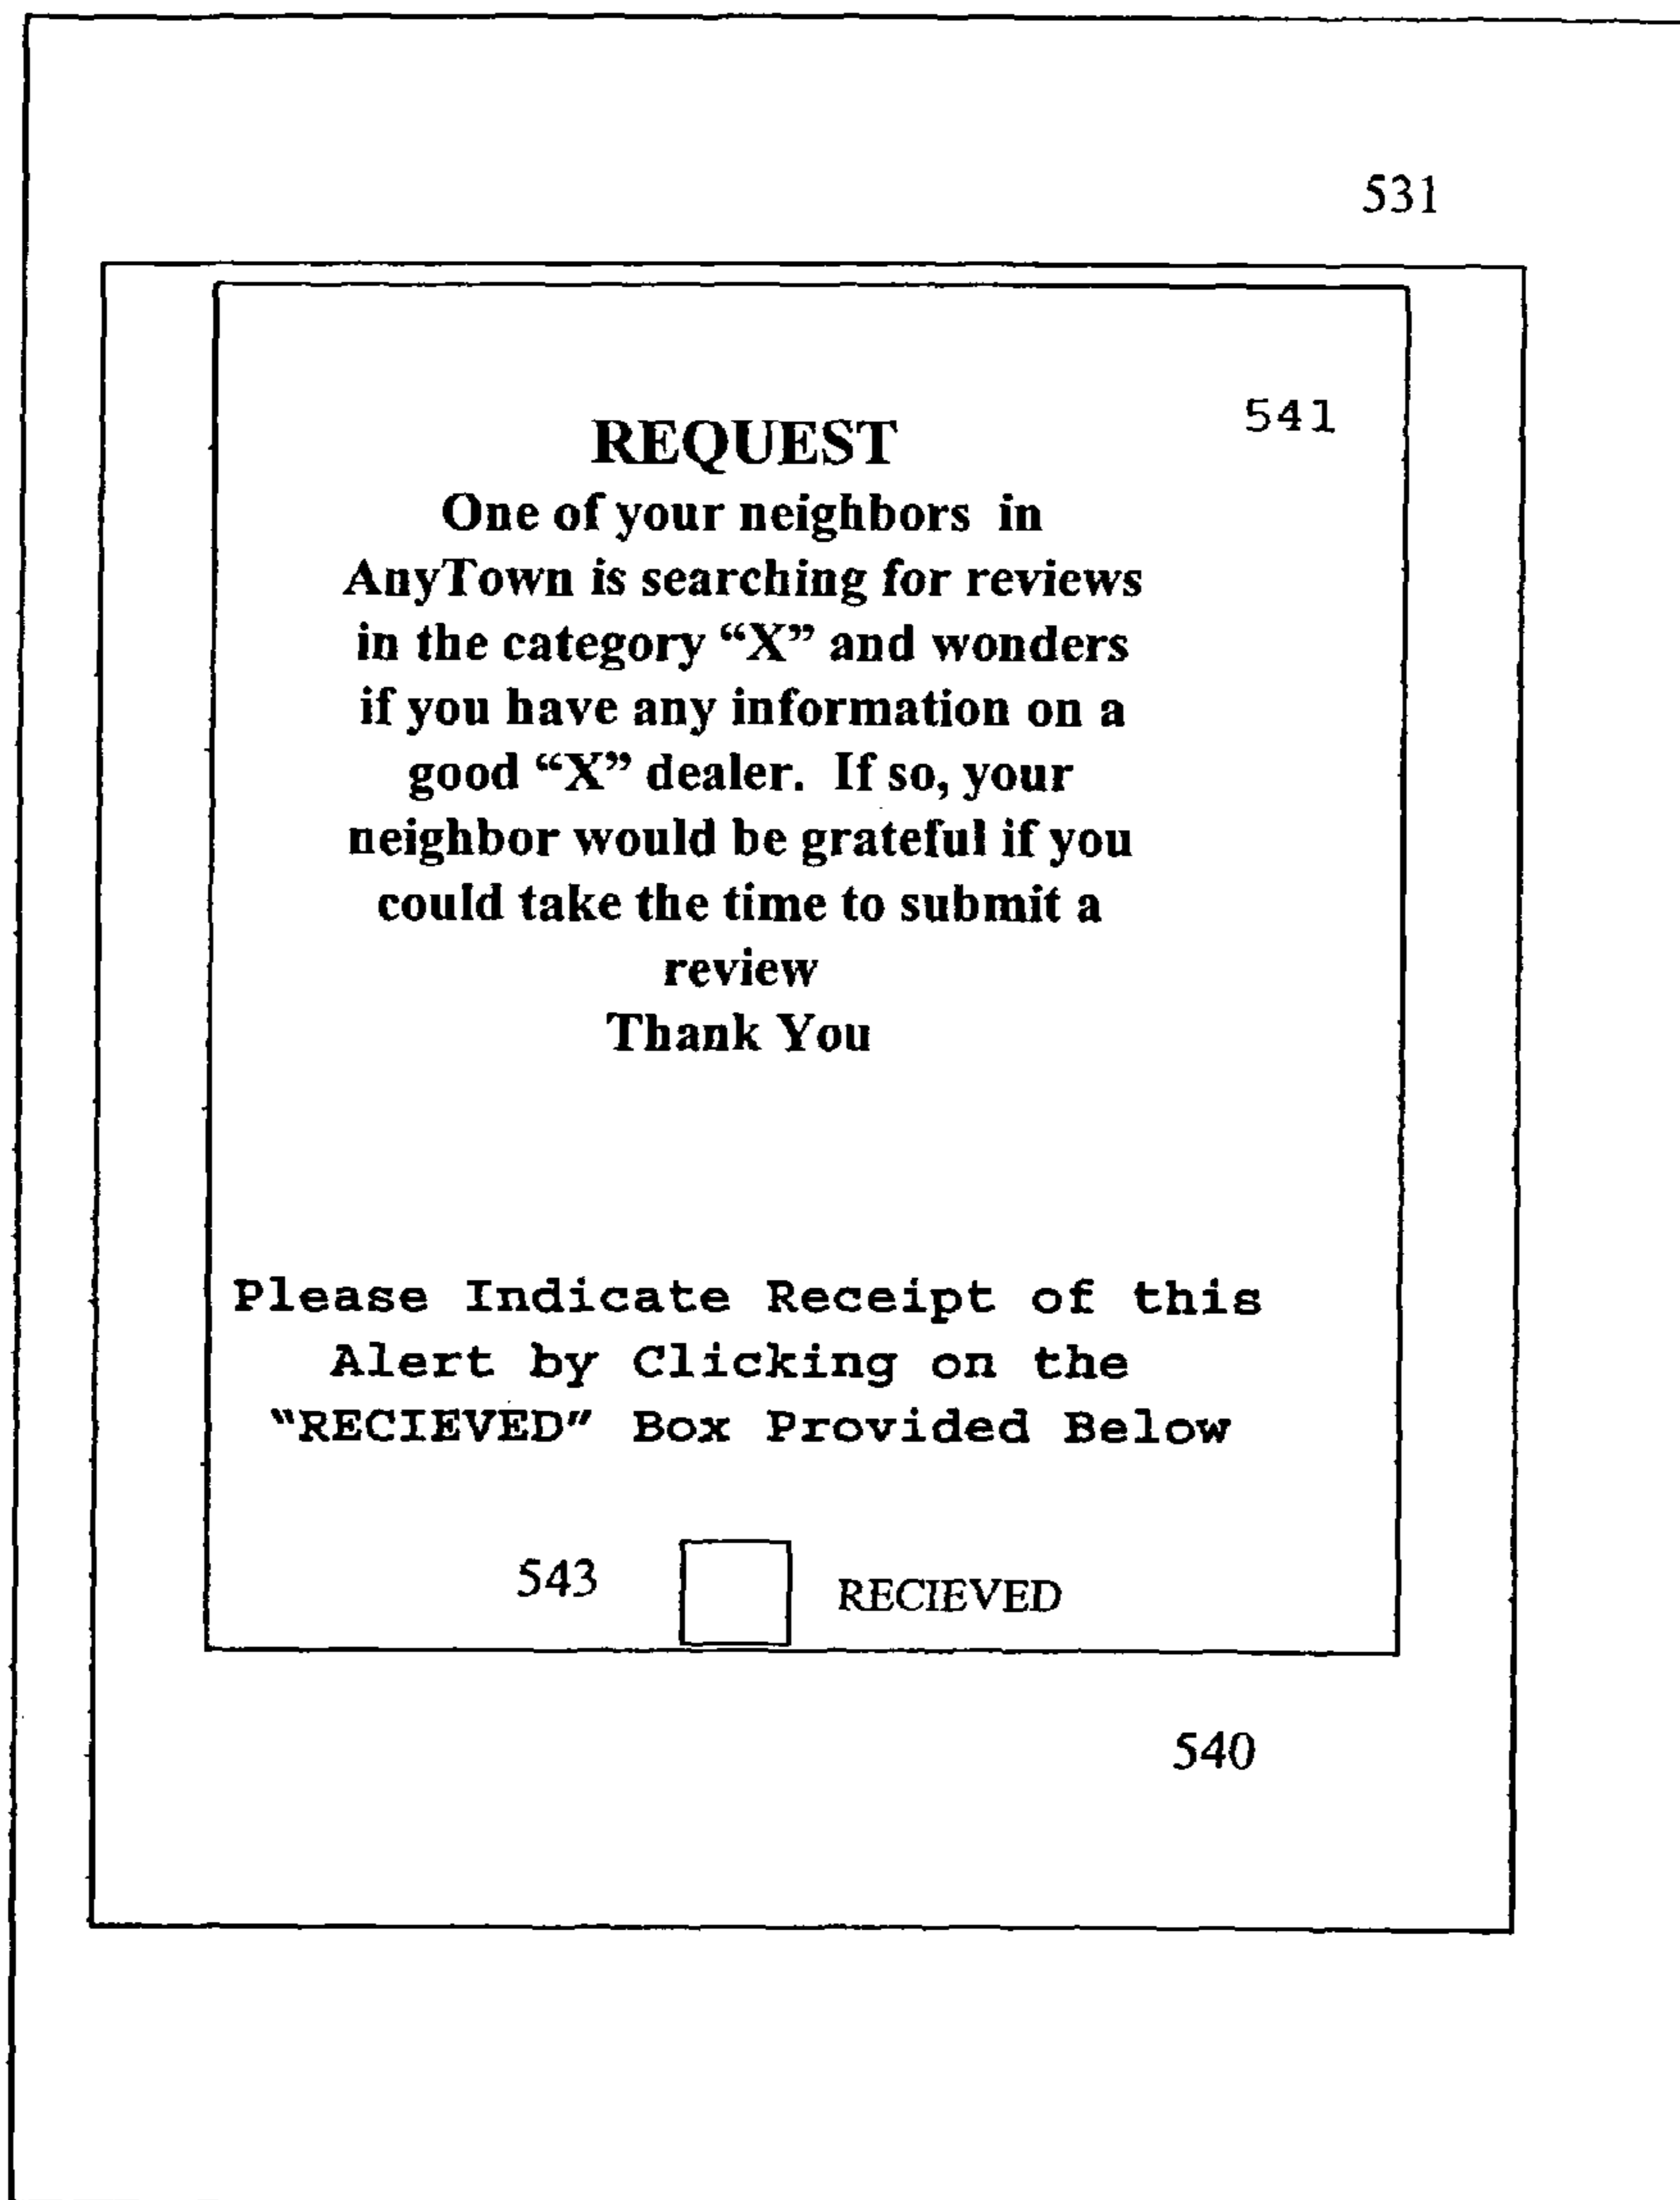 531
541
REQUEST
One of your neighbors in
AnyTown is searching for reviews
in the category “X” and wonders
if you have any information on a
good “X” dealer. If so, your
neighbor would be grateful if you
could take the time to submit a
review
Thank You
Please Indicate Receipt of this
Alert by Clicking on the
“RECIEVED” Box Provided Below
543 RECIEVED
540